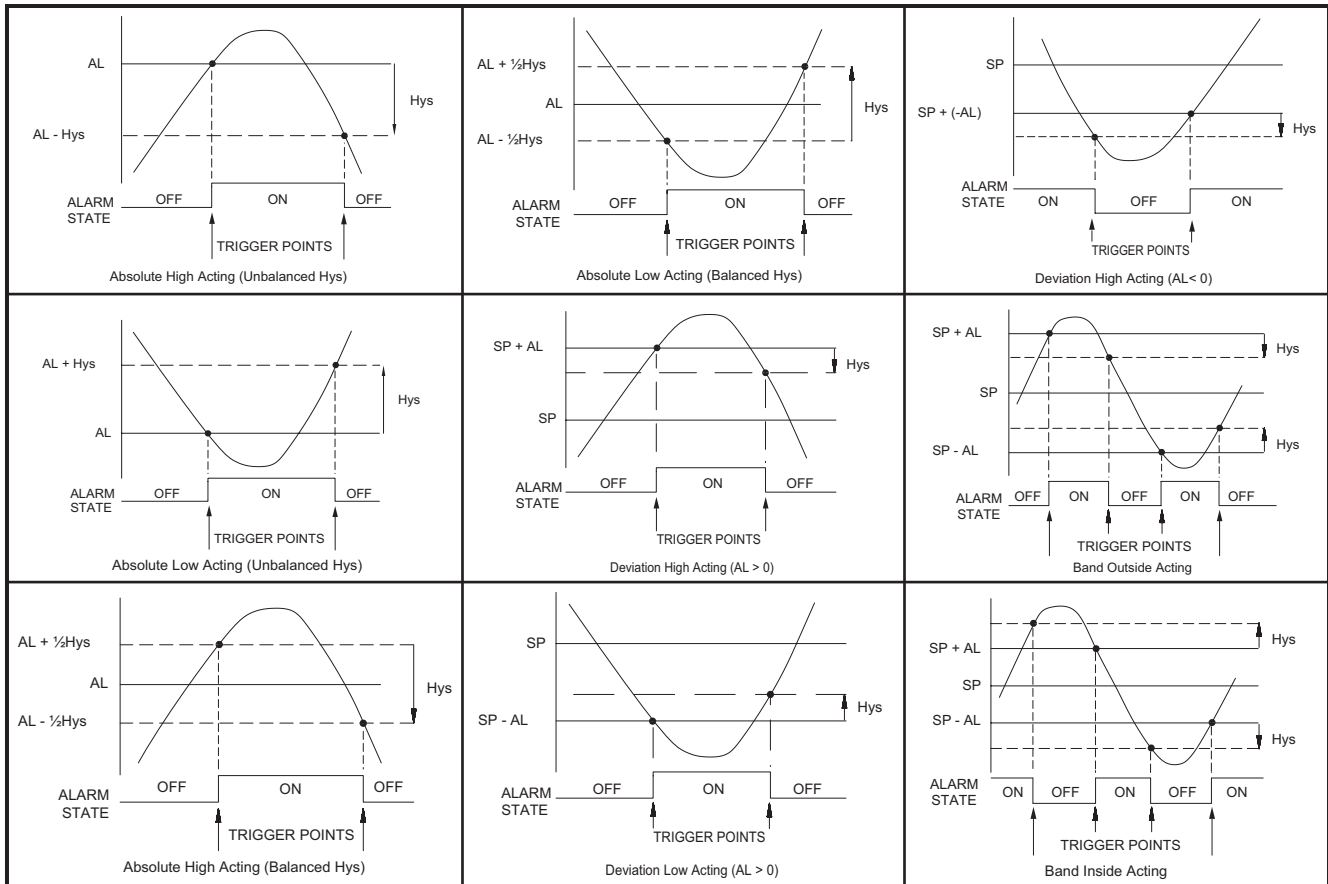 AL
AL - Hys
Hys
ALARM STATE
OFF ON OFF
TRIGGER POINTS
Absolute High Acting (Unbalanced Hys)
AL + ½Hys
AL
AL - ½Hys
Hys
ALARM STATE
OFF ON OFF
TRIGGER POINTS
Absolute Low Acting (Balanced Hys)
SP
SP + (-AL)
Hys
ALARM STATE
ON OFF ON
TRIGGER POINTS
Deviation High Acting (AL< 0)
AL + Hys
AL
Hys
ALARM STATE
OFF ON OFF
TRIGGER POINTS
Absolute Low Acting (Unbalanced Hys)
SP + AL
SP
Hys
ALARM STATE
OFF ON OFF
TRIGGER POINTS
Deviation High Acting (AL > 0)
SP + AL
Hys
SP
SP - AL
Hys
ALARM STATE
OFF ON OFF ON OFF
TRIGGER POINTS
Band Outside Acting
AL + ½Hys
AL
AL - ½Hys
Hys
ALARM STATE
OFF ON OFF
TRIGGER POINTS
Absolute High Acting (Balanced Hys)
SP
SP - AL
Hys
ALARM STATE
OFF ON OFF
TRIGGER POINTS
Deviation Low Acting (AL > 0)
Hys
SP + AL
SP
SP - AL
Hys
ALARM STATE
ON OFF ON OFF ON
TRIGGER POINTS
Band Inside Acting